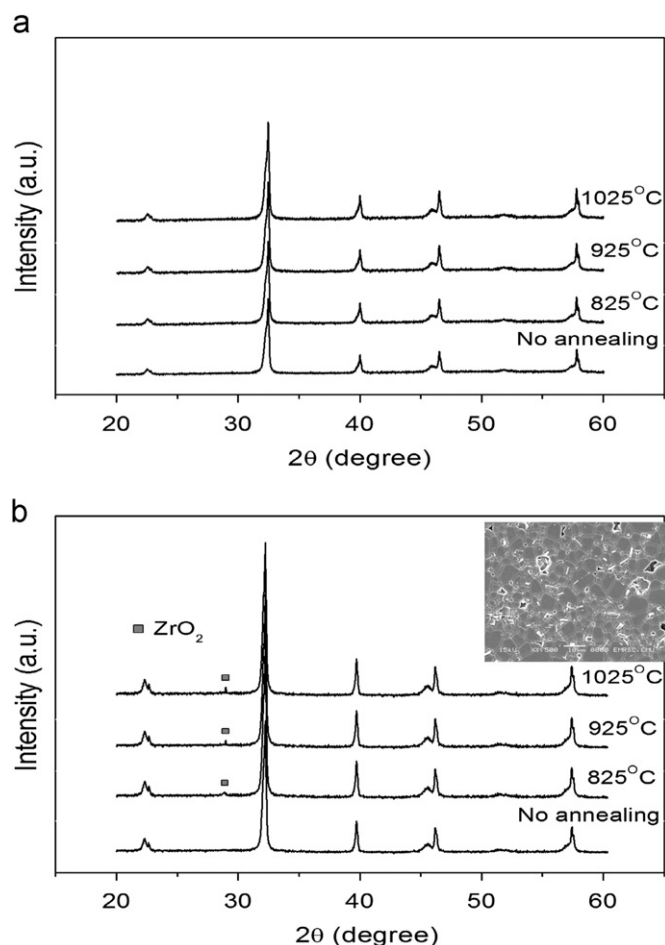 a
Intensity (a.u.)
1025°C
925°C
825°C
No annealing
20 30 40 50 60
2θ (degree)
b
Intensity (a.u.)
ZrO₂
1025°C
925°C
825°C
No annealing
20 30 40 50 60
2θ (degree)